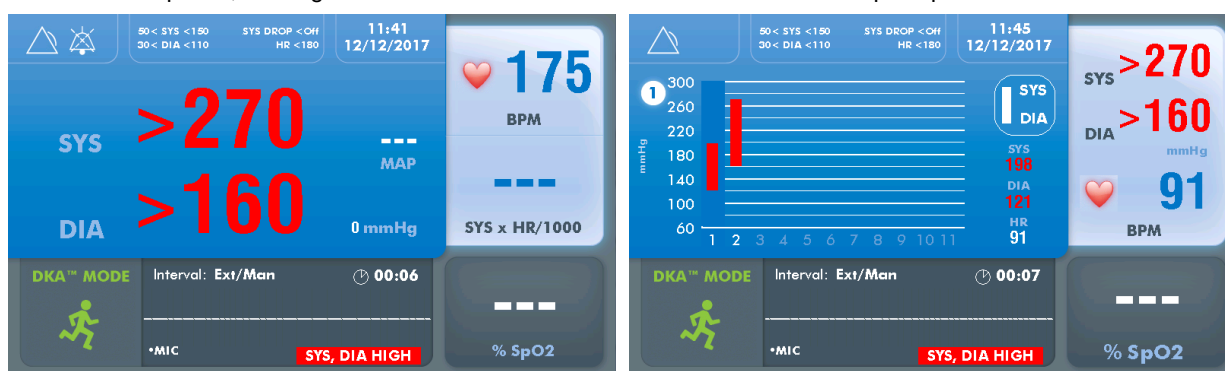 50< SYS <150 SYS DROP <Off
30< DIA <110 HR <180
11:41
12/12/2017
SYS >270
DIA >160
---
MAP
0 mmHg
175
BPM
---
SYS x HR/1000
DKA™ MODE
Interval: Ext/Man 00:06
•MIC
SYS, DIA HIGH
---
% SpO2
50< SYS <150 SYS DROP <Off
30< DIA <110 HR <180
11:45
12/12/2017
1
mmHg
300
260
220
180
140
100
60
1 2 3 4 5 6 7 8 9 10 11
SYS
DIA
SYS
198
DIA
121
HR
91
SYS >270
DIA >160
mmHg
91
BPM
DKA™ MODE
Interval: Ext/Man 00:07
•MIC
SYS, DIA HIGH
---
% SpO2